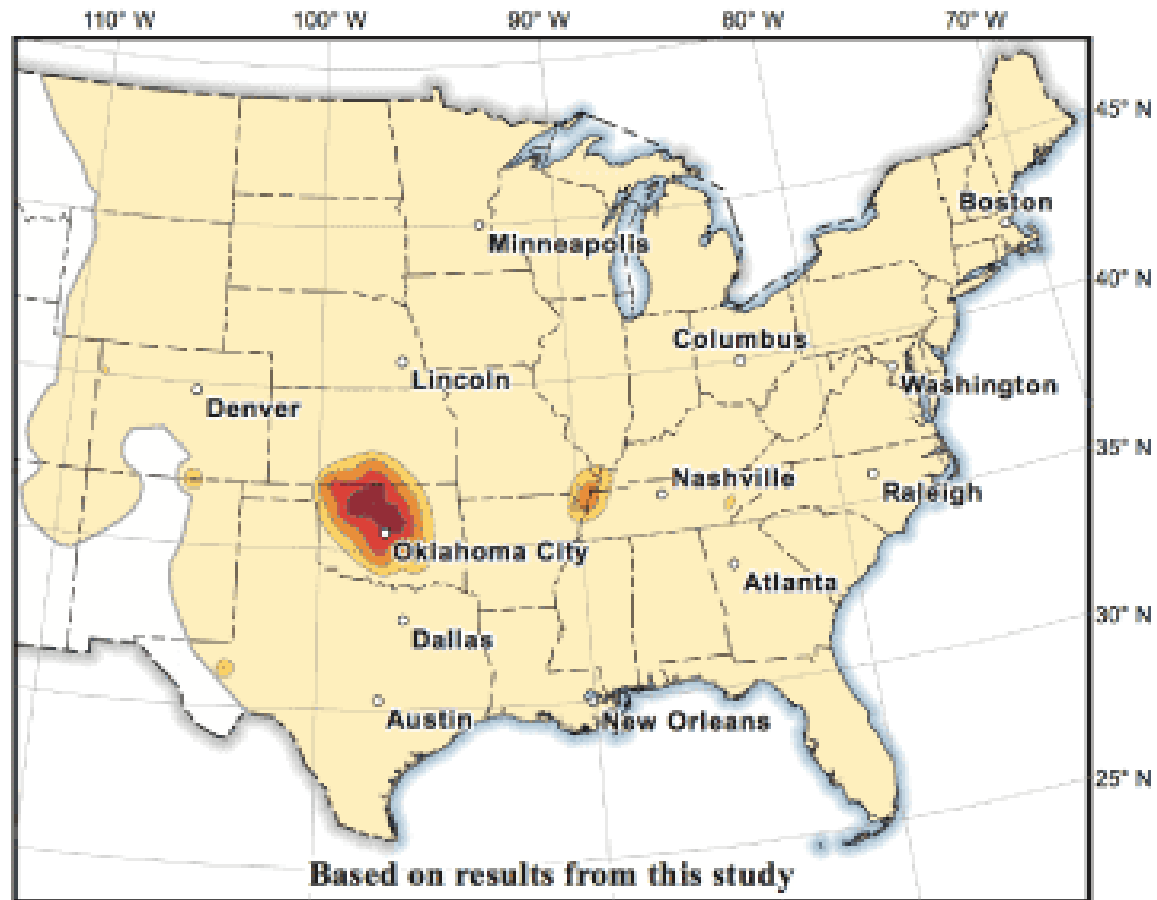 110° W 100° W 90° W 80° W 70° W
45° N
Boston
Minneapolis
40° N
Columbus
Lincoln
Washington
Denver
35° N
Nashville
Raleigh
Oklahoma City
Atlanta
30° N
Dallas
Austin
New Orleans
25° N
Based on results from this study